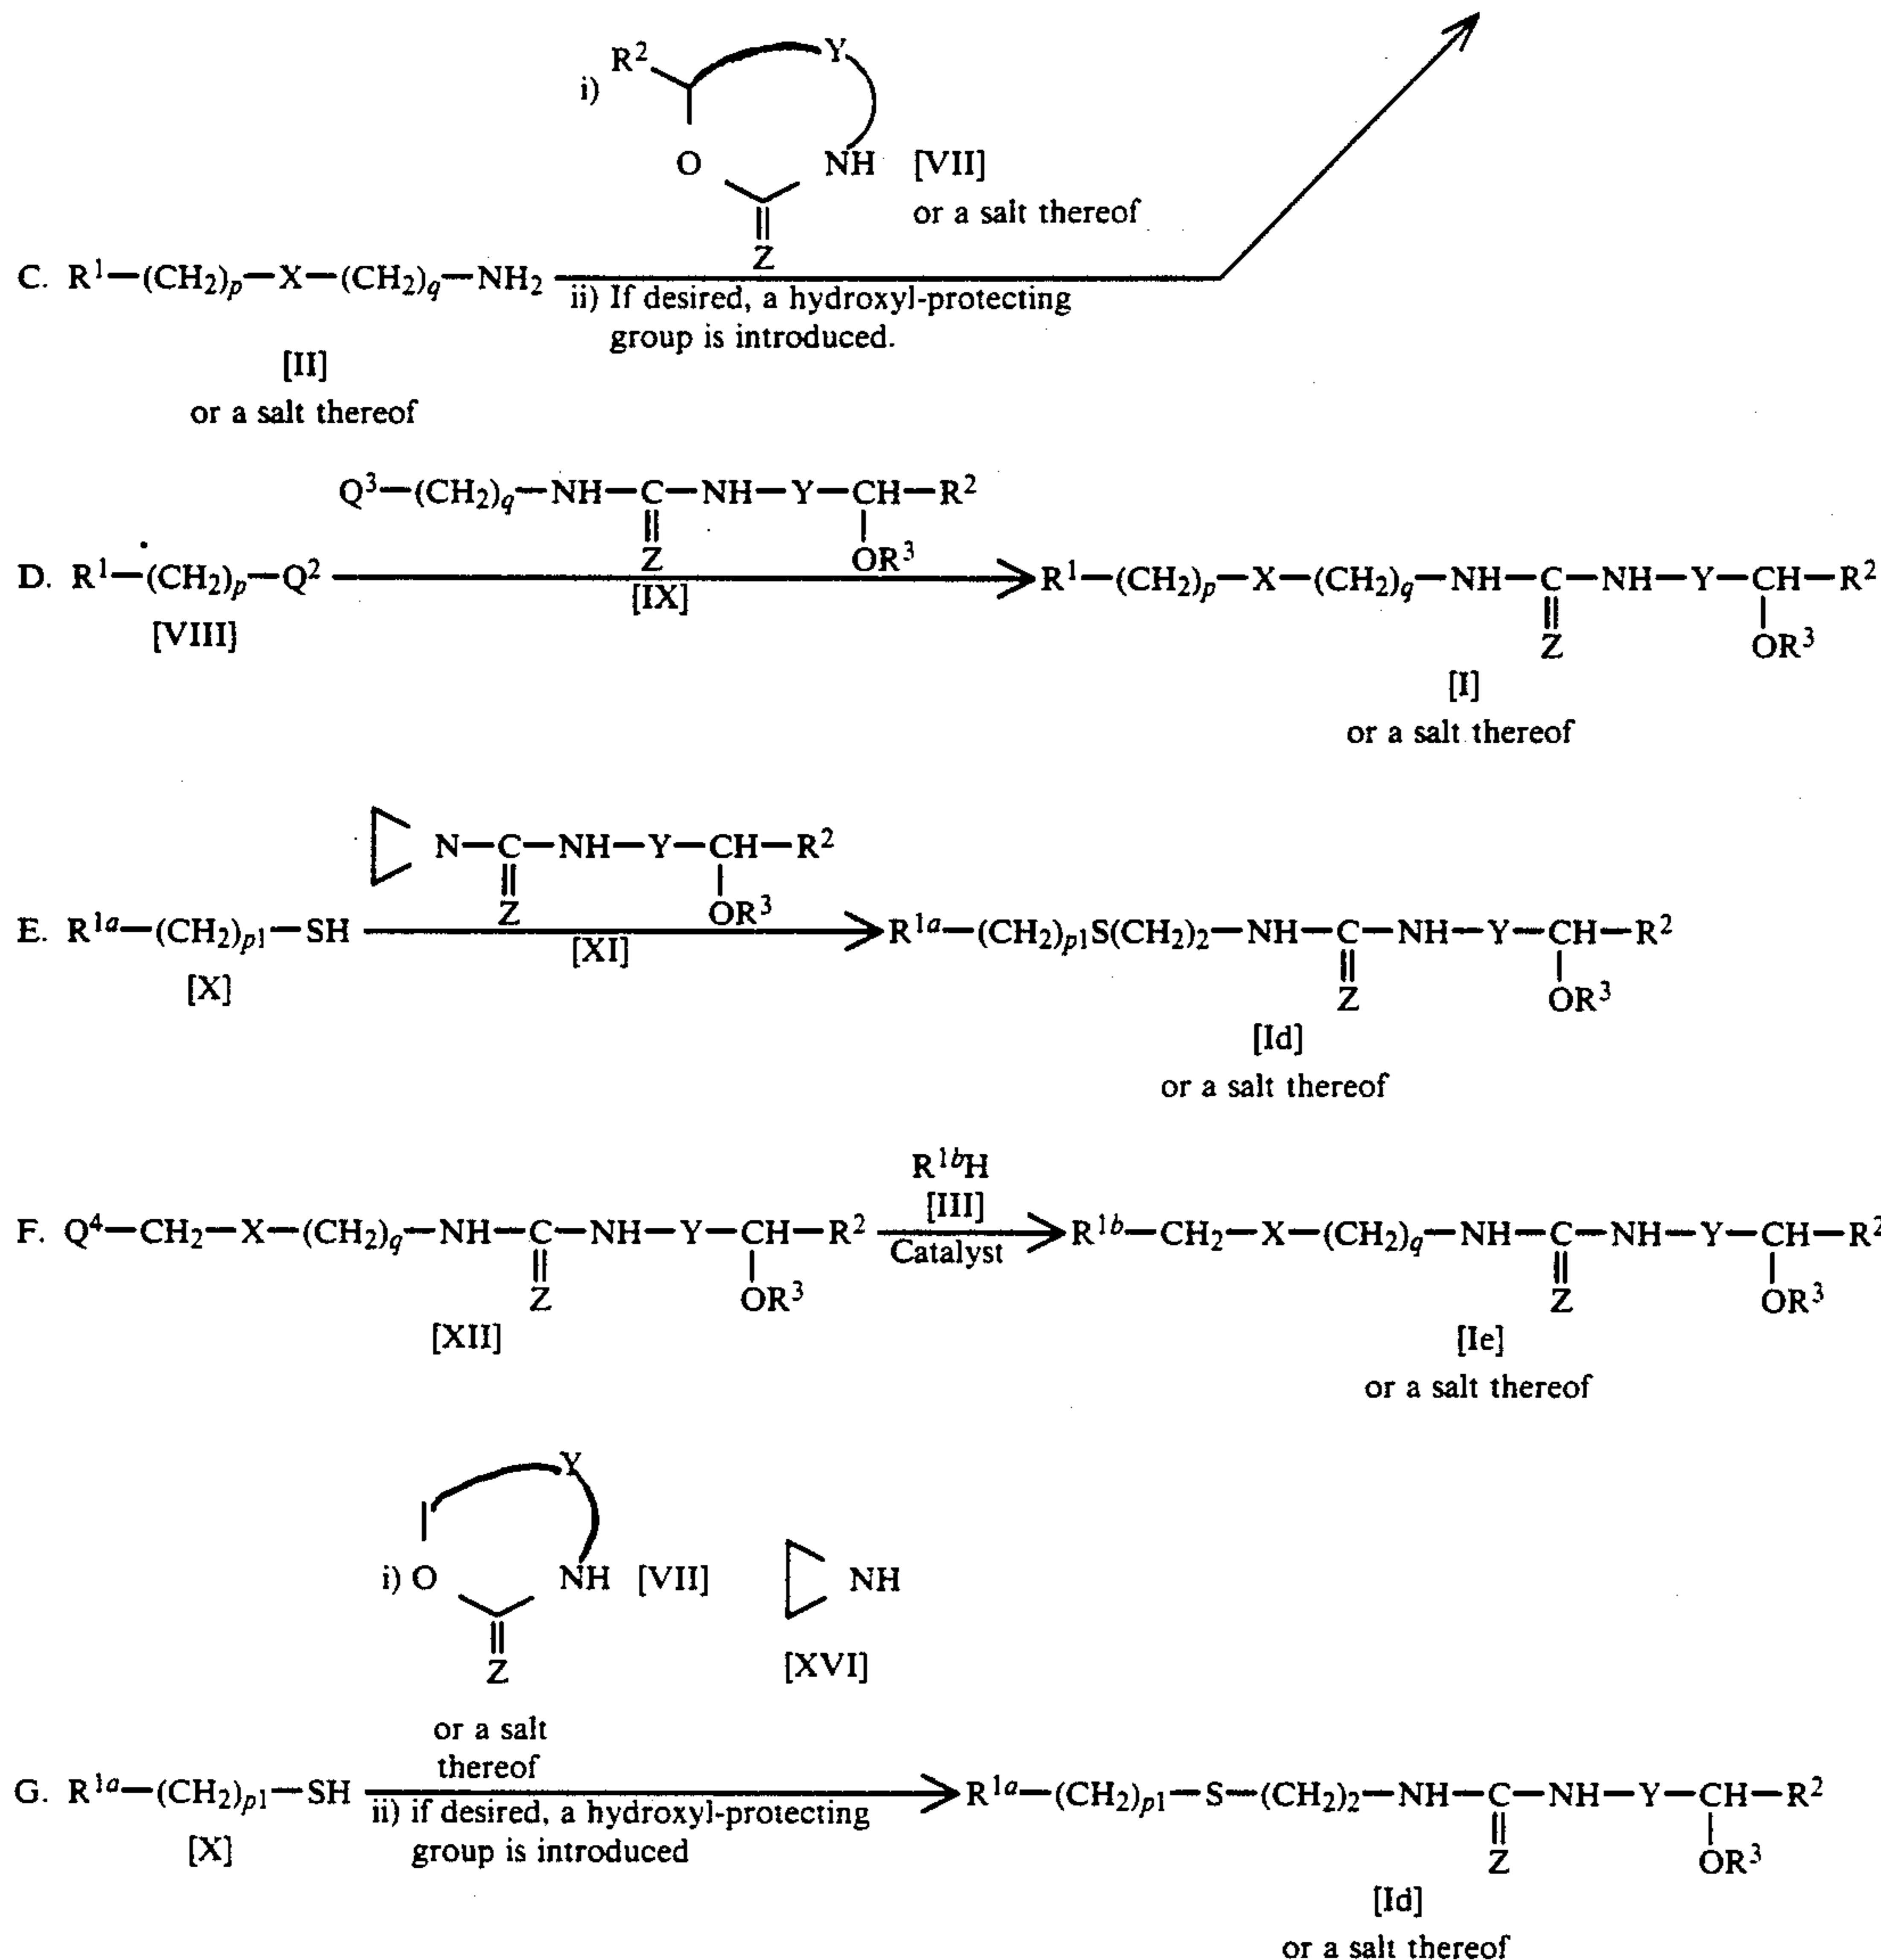 R²
Y
i)
O NH [VII]
or a salt thereof
Z
C. R¹—(CH₂)ₚ—X—(CH₂)_q—NH₂
ii) If desired, a hydroxyl-protecting
group is introduced.
[II]
or a salt thereof
Q³—(CH₂)_q—NH—C—NH—Y—CH—R²
Z OR³
D. R¹—(CH₂)ₚ—Q² [IX] R¹—(CH₂)ₚ—X—(CH₂)_q—NH—C—NH—Y—CH—R²
[VIII] Z OR³
[I]
or a salt thereof
N—C—NH—Y—CH—R²
Z OR³
E. R¹ᵃ—(CH₂)ₚ₁—SH [XI] R¹ᵃ—(CH₂)ₚ₁S(CH₂)₂—NH—C—NH—Y—CH—R²
[X] Z OR³
[Id]
or a salt thereof
R¹ᵇH
[III]
F. Q⁴—CH₂—X—(CH₂)_q—NH—C—NH—Y—CH—R² Catalyst R¹ᵇ—CH₂—X—(CH₂)_q—NH—C—NH—Y—CH—R²
Z OR³ Z OR³
[XII] [Ie]
or a salt thereof
Y
i) O NH [VII] NH
Z [XVI]
or a salt
thereof
G. R¹ᵃ—(CH₂)ₚ₁—SH R¹ᵃ—(CH₂)ₚ₁—S—(CH₂)₂—NH—C—NH—Y—CH—R²
ii) if desired, a hydroxyl-protecting
group is introduced
[X] Z OR³
[Id]
or a salt thereof